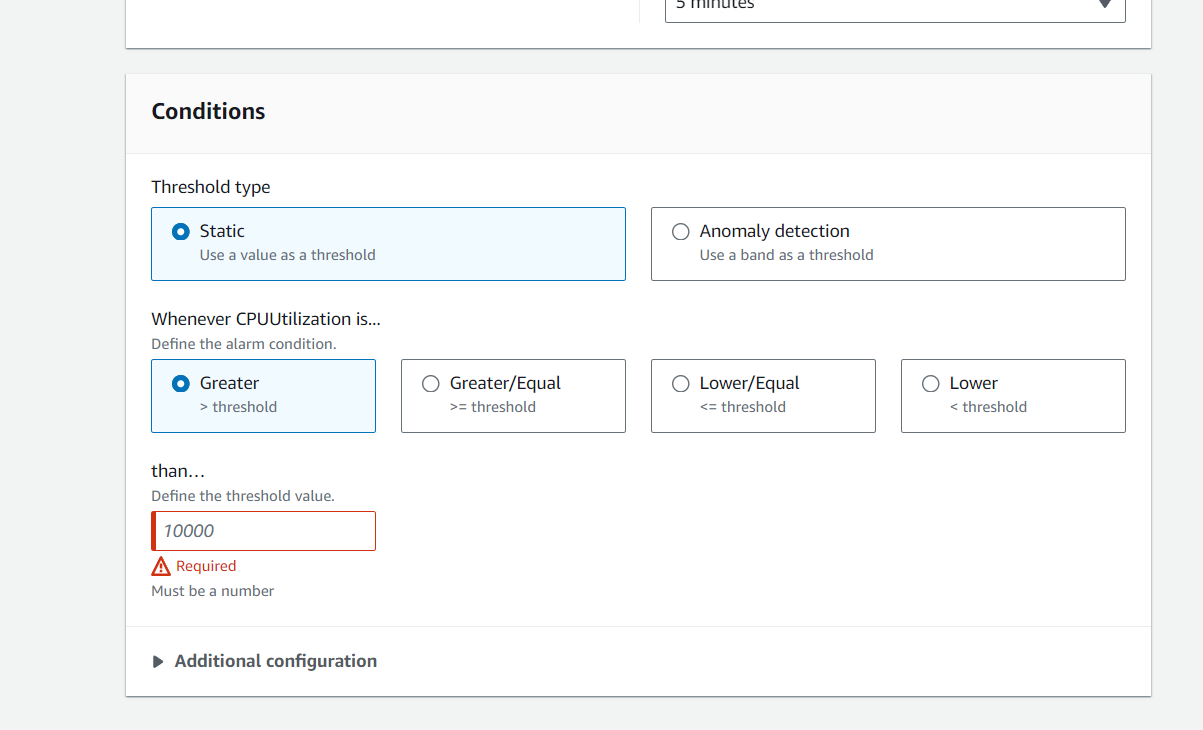 5 minutes
Conditions
Threshold type
Static
Use a value as a threshold
Anomaly detection
Use a band as a threshold
Whenever CPUUtilization is...
Define the alarm condition.
Greater
> threshold
Greater/Equal
>= threshold
Lower/Equal
<= threshold
Lower
< threshold
than...
Define the threshold value.
10000
Required
Must be a number
Additional configuration